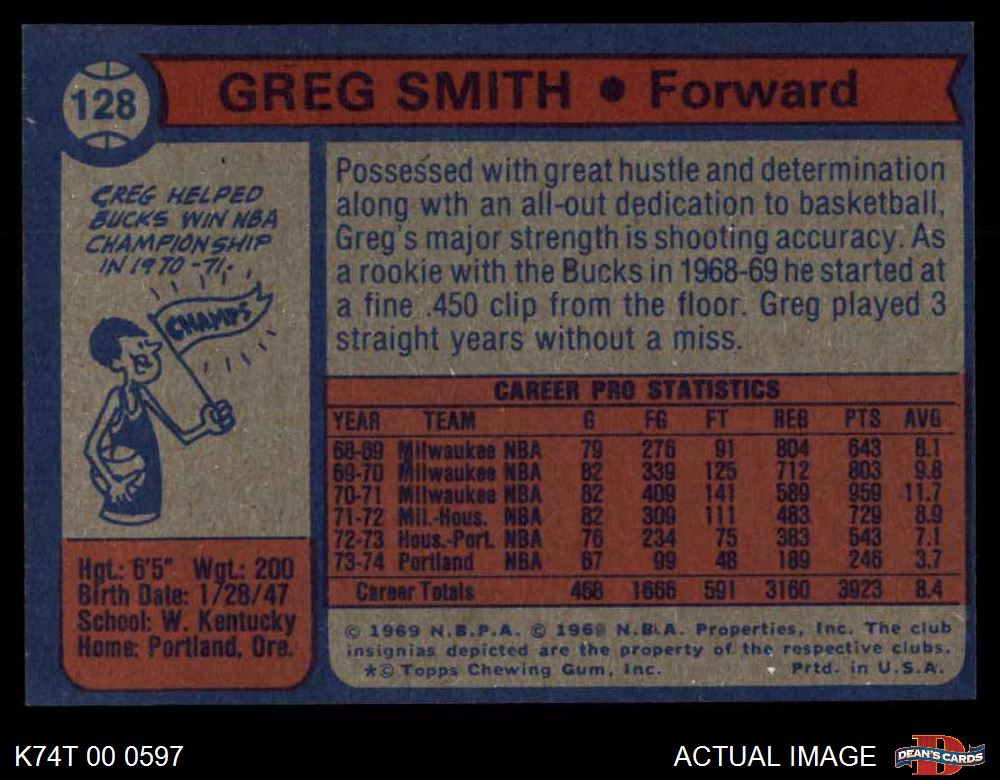 128
GREG SMITH • Forward
GREG HELPED
BUCKS WIN NBA
CHAMPIONSHIP
IN 1970-71.
CHAMPS
Possessed with great hustle and determination
along wth an all-out dedication to basketball,
Greg's major strength is shooting accuracy. As
a rookie with the Bucks in 1968-69 he started at
a fine .450 clip from the floor. Greg played 3
straight years without a miss.
CAREER PRO STATISTICS
YEAR TEAM G FG FT REB PTS AVG
68-69 Milwaukee NBA 79 276 91 804 643 8.1
69-70 Milwaukee NBA 82 339 125 712 803 9.8
70-71 Milwaukee NBA 82 409 141 589 959 11.7
71-72 Mil.-Hous. NBA 82 309 111 483 729 8.9
72-73 Hous.-Port. NBA 76 234 75 383 543 7.1
73-74 Portland NBA 67 99 48 189 246 3.7
Career Totals 468 1666 591 3160 3923 8.4
Hgt.: 6'5" Wgt.: 200
Birth Date: 1/28/47
School: W. Kentucky
Home: Portland, Ore.
© 1969 N.B.P.A. © 1969 N.B.A. Properties, Inc. The club
insignias depicted are the property of the respective clubs.
*© Topps Chewing Gum, Inc. Prtd. in U.S.A.
K74T 00 0597
ACTUAL IMAGE
D
DEAN'S CARDS